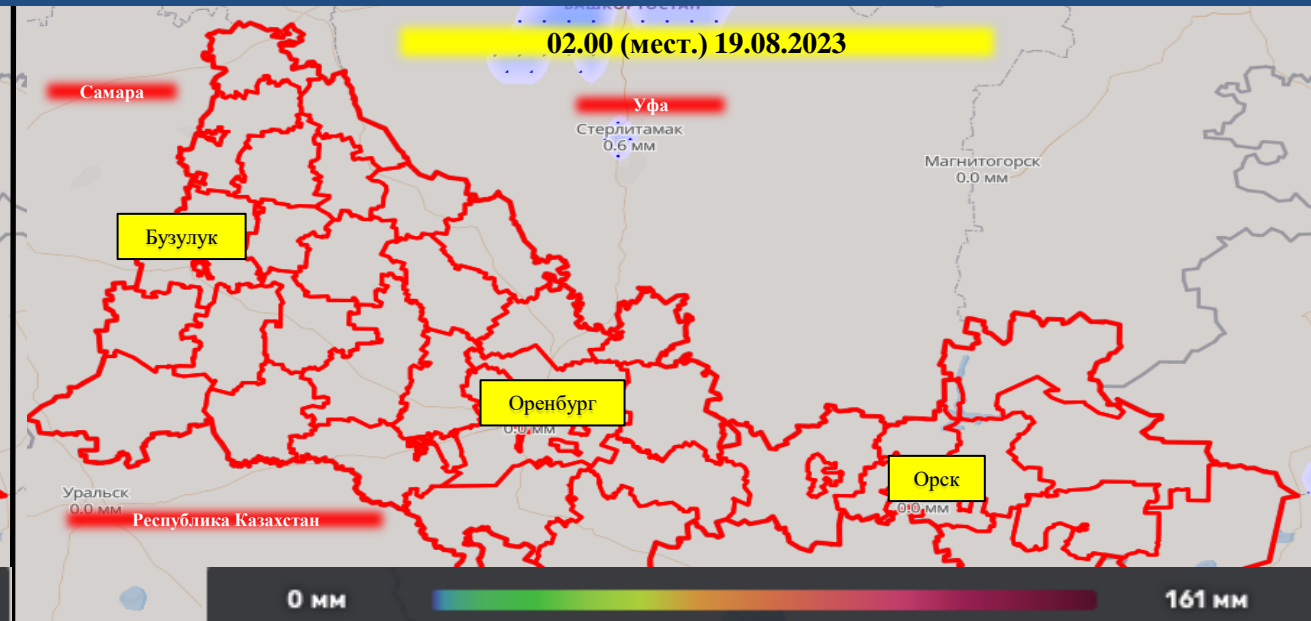 БАШКОРТОСТАН
02.00 (мест.) 19.08.2023
Самара
Уфа
Стерлитамак
0.6 мм
Магнитогорск
0.0 мм
Бузулук
Оренбург
0.0 мм
Орск
0.0 мм
Уральск
0.0 мм
Республика Казахстан
0 мм
161 мм